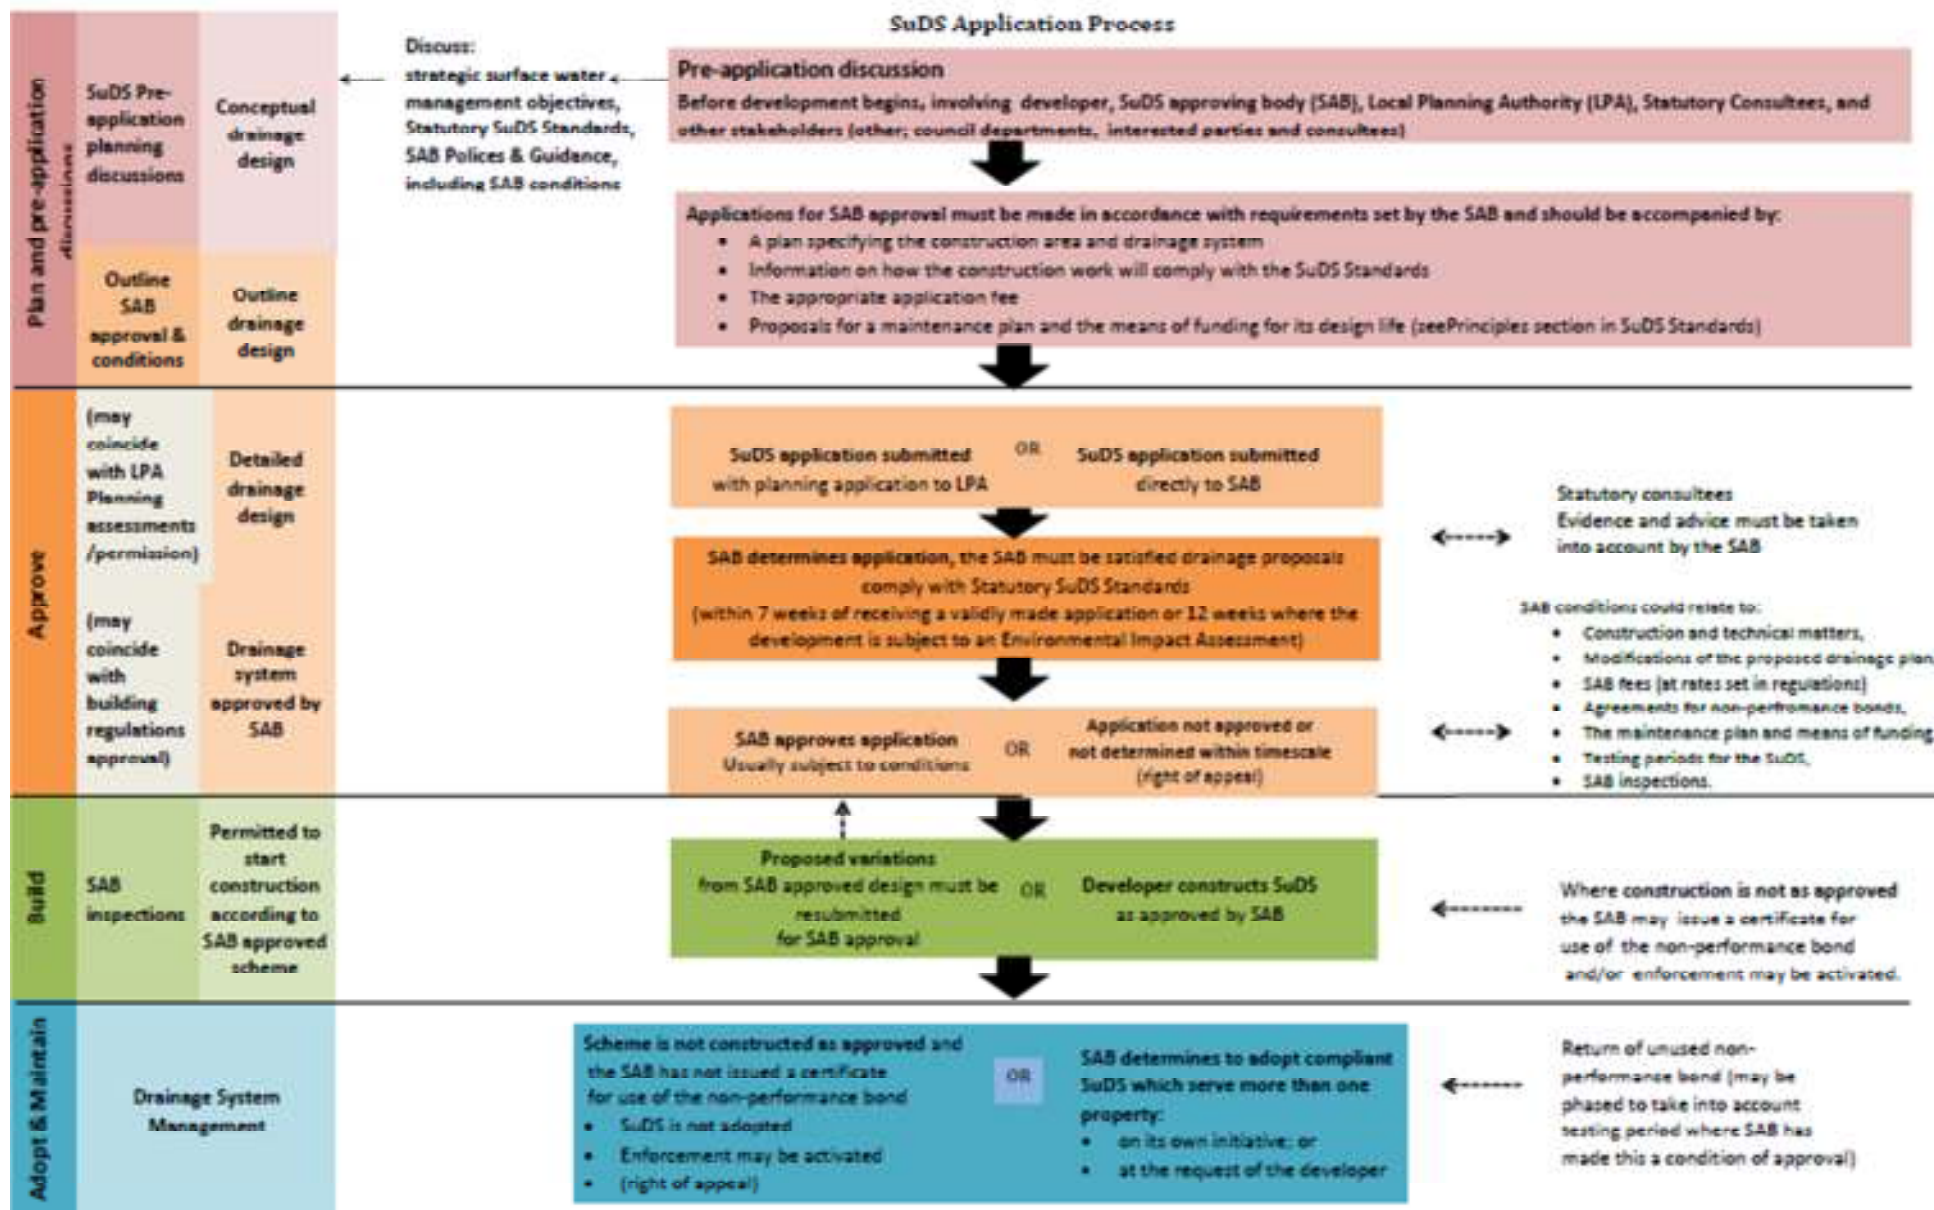 SuDS Application Process
Plan and pre-application
discussions
SuDS Pre-
application
planning
discussions
Conceptual
drainage
design
Discuss:
strategic surface water
management objectives,
Statutory SuDS Standards,
SAB Polices & Guidance,
including SAB conditions
Pre-application discussion
Before development begins, involving developer, SuDS approving body (SAB), Local Planning Authority (LPA), Statutory Consultees, and
other stakeholders (other; council departments, interested parties and consultees)
Outline
SAB
approval &
conditions
Outline
drainage
design
Applications for SAB approval must be made in accordance with requirements set by the SAB and should be accompanied by:
• A plan specifying the construction area and drainage system
• Information on how the construction work will comply with the SuDS Standards
• The appropriate application fee
• Proposals for a maintenance plan and the means of funding for its design life (seePrinciples section in SuDS Standards)
Approve
(may
coincide
with LPA
Planning
assessments
/permission)
Detailed
drainage
design
SuDS application submitted
with planning application to LPA
OR
SuDS application submitted
directly to SAB
SAB determines application, the SAB must be satisfied drainage proposals
comply with Statutory SuDS Standards
(within 7 weeks of receiving a validly made application or 12 weeks where the
development is subject to an Environmental Impact Assessment)
Statutory consultees
Evidence and advice must be taken
into account by the SAB
(may
coincide
with
building
regulations
approval)
Drainage
system
approved by
SAB
SAB approves application
Usually subject to conditions
OR
Application not approved or
not determined within timescale
(right of appeal)
SAB conditions could relate to:
• Construction and technical matters,
• Modifications of the proposed drainage plan,
• SAB fees (at rates set in regulations)
• Agreements for non-perfromance bonds,
• The maintenance plan and means of funding
• Testing periods for the SuDS,
• SAB inspections.
Build
SAB
inspections
Permitted to
start
construction
according to
SAB approved
scheme
Proposed variations
from SAB approved design must be
resubmitted
for SAB approval
OR
Developer constructs SuDS
as approved by SAB
Where construction is not as approved
the SAB may issue a certificate for
use of the non-performance bond
and/or enforcement may be activated.
Adopt & Maintain
Drainage System
Management
Scheme is not constructed as approved and
the SAB has not issued a certificate
for use of the non-performance bond
• SuDS is not adopted
• Enforcement may be activated
• (right of appeal)
OR
SAB determines to adopt compliant
SuDS which serve more than one
property:
• on its own initiative; or
• at the request of the developer
Return of unused non-
performance bond (may be
phased to take into account
testing period where SAB has
made this a condition of approval)